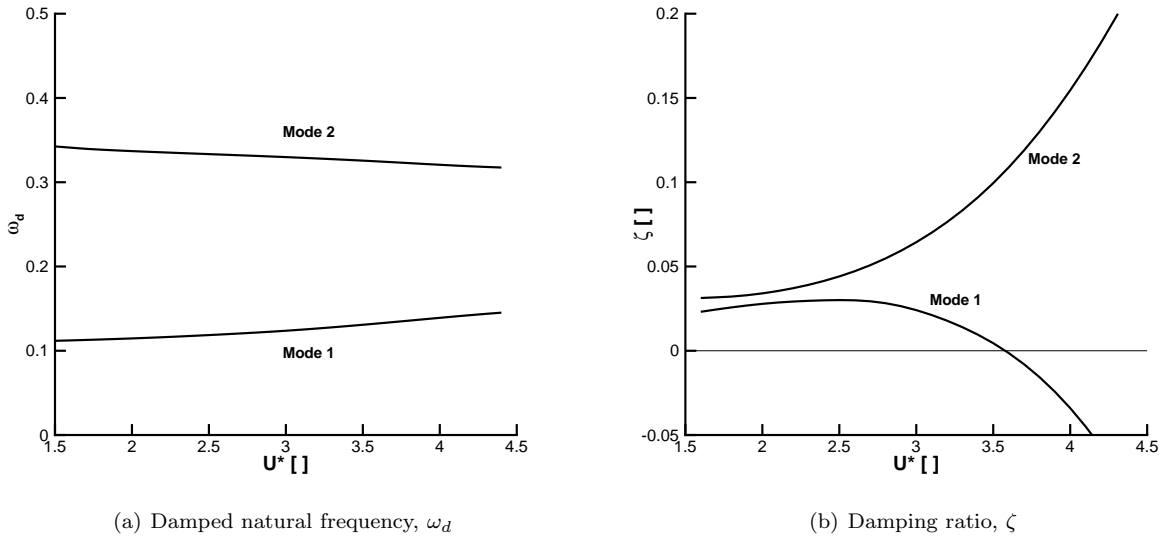 0.5
0.4
Mode 2
0.3
ω_d
0.2
0.1
Mode 1
0
1.5 2 2.5 3 3.5 4 4.5
U* [ ]
(a) Damped natural frequency, ω_d
0.2
0.15
Mode 2
0.1
ζ [ ]
0.05
Mode 1
0
-0.05
1.5 2 2.5 3 3.5 4 4.5
U* [ ]
(b) Damping ratio, ζ